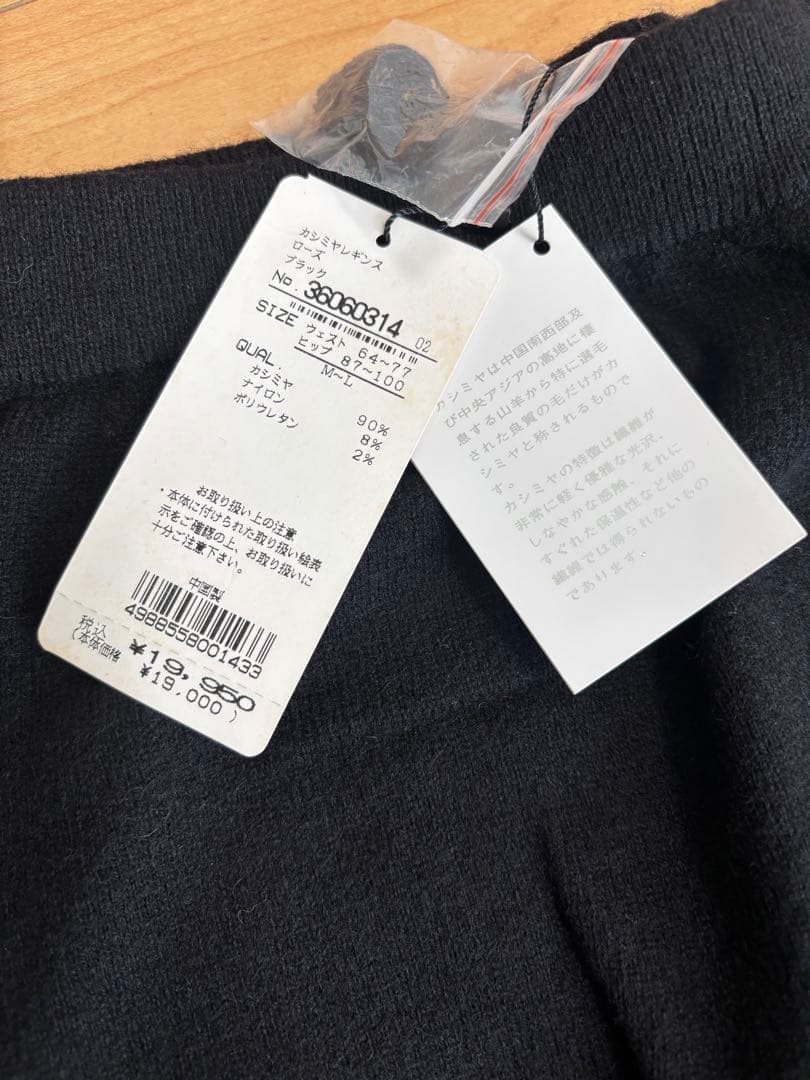 カシミヤレギンス
ローズ
ブラック
No. 36060314 02
SIZE ウェスト 64~77
ヒップ 87~100
M~L
QUAL.
カシミヤ 90%
ナイロン 8%
ポリウレタン 2%
お取り扱い上の注意
・本体に付けられた取り扱い絵表
示をご確認の上、お取り扱いに
十分ご注意下さい。
中国製
4988558001433
税込 ¥19,950
(本体価格 ¥19,000)
カシミヤは中国南西部及
び中央アジアの高地に棲
息する山羊から特に選毛
された良質の毛だけがカ
シミヤと称されるもので
す。
カシミヤの特徴は繊維が
非常に軽く優雅な光沢、
しなやかな感触、それに
すぐれた保温性など他の
繊維では得られないもの
であります。